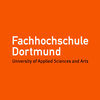 Fachhochschule
Dortmund
University of Applied Sciences and Arts